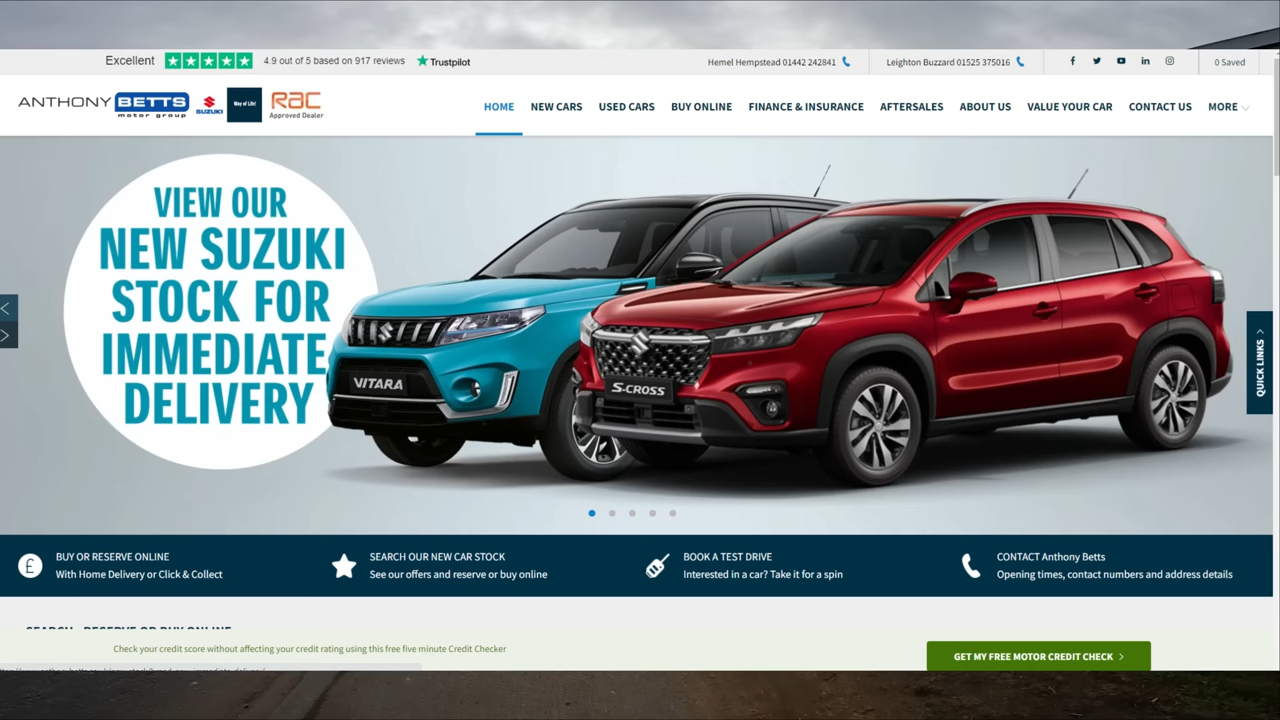 Excellent 4.9 out of 5 based on 917 reviews Trustpilot
Hemel Hempstead 01442 242841
Leighton Buzzard 01525 375016
0 Saved
ANTHONY BETTS
motor group
SUZUKI
Way of Life!
RAC
Approved Dealer
HOME NEW CARS USED CARS BUY ONLINE FINANCE & INSURANCE AFTERSALES ABOUT US VALUE YOUR CAR CONTACT US MORE
VIEW OUR
NEW SUZUKI
STOCK FOR
IMMEDIATE
DELIVERY
VITARA
S-CROSS
QUICK LINKS
BUY OR RESERVE ONLINE
With Home Delivery or Click & Collect
SEARCH OUR NEW CAR STOCK
See our offers and reserve or buy online
BOOK A TEST DRIVE
Interested in a car? Take it for a spin
CONTACT Anthony Betts
Opening times, contact numbers and address details
Check your credit score without affecting your credit rating using this free five minute Credit Checker
GET MY FREE MOTOR CREDIT CHECK